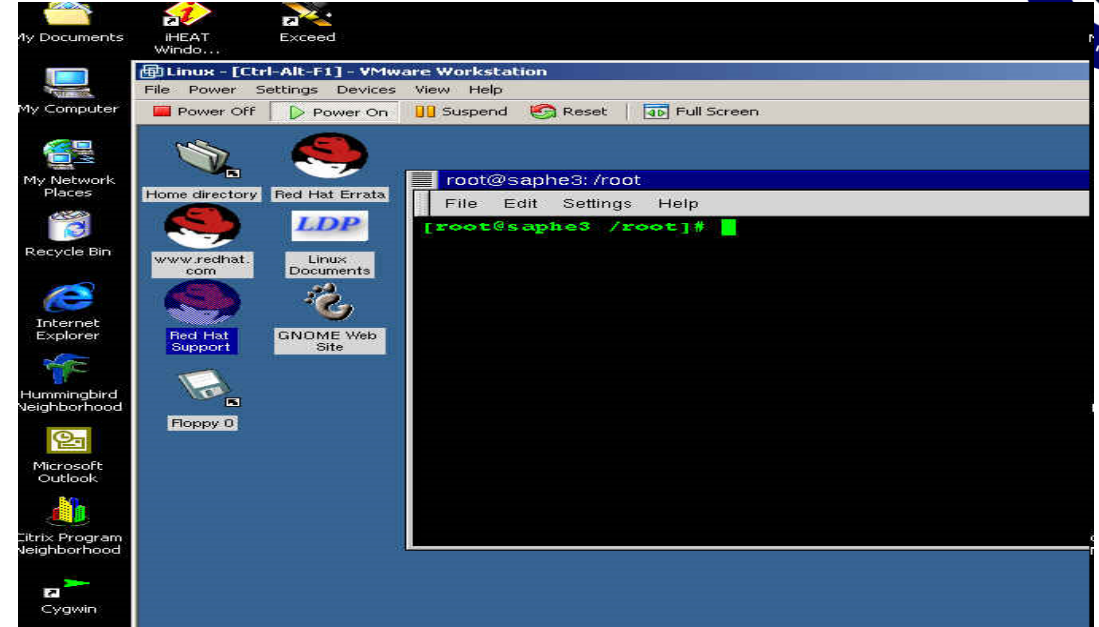 My Documents
iHEAT
Windo...
Exceed
My Computer
My Network
Places
Recycle Bin
Internet
Explorer
Hummingbird
Neighborhood
Microsoft
Outlook
Citrix Program
Neighborhood
Cygwin
Linux - [Ctrl-Alt-F1] - VMware Workstation
File Power Settings Devices View Help
Power Off Power On Suspend Reset Full Screen
Home directory
Red Hat Errata
www.redhat.
com
LDP
Linux
Documents
Red Hat
Support
GNOME Web
Site
Floppy 0
root@saphe3: /root
File Edit Settings Help
[root@saphe3 /root]#